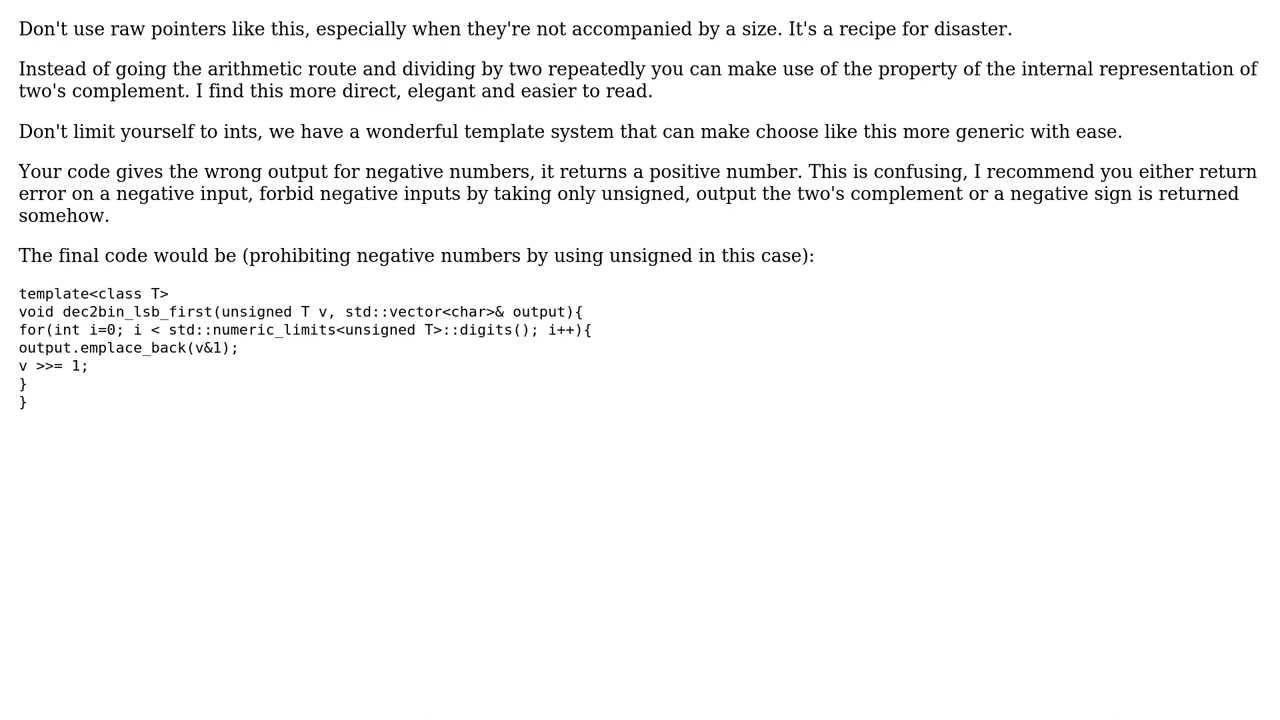 Don't use raw pointers like this, especially when they're not accompanied by a size. It's a recipe for disaster.
Instead of going the arithmetic route and dividing by two repeatedly you can make use of the property of the internal representation of
two's complement. I find this more direct, elegant and easier to read.
Don't limit yourself to ints, we have a wonderful template system that can make choose like this more generic with ease.
Your code gives the wrong output for negative numbers, it returns a positive number. This is confusing, I recommend you either return
error on a negative input, forbid negative inputs by taking only unsigned, output the two's complement or a negative sign is returned
somehow.
The final code would be (prohibiting negative numbers by using unsigned in this case):
template<class T>
void dec2bin_lsb_first(unsigned T v, std::vector<char>& output){
for(int i=0; i < std::numeric_limits<unsigned T>::digits(); i++){
output.emplace_back(v&1);
v >>= 1;
}
}